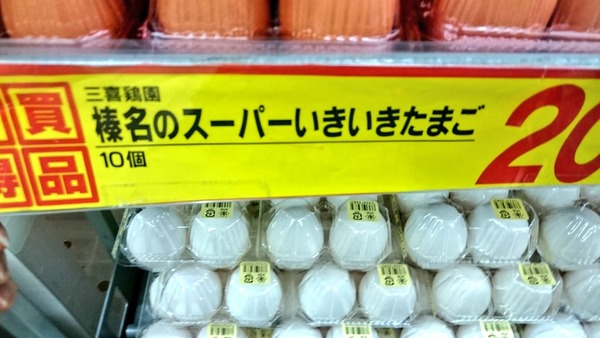 三喜鶏園
榛名のスーパーいきいきたまご
10個
買
得 品
20